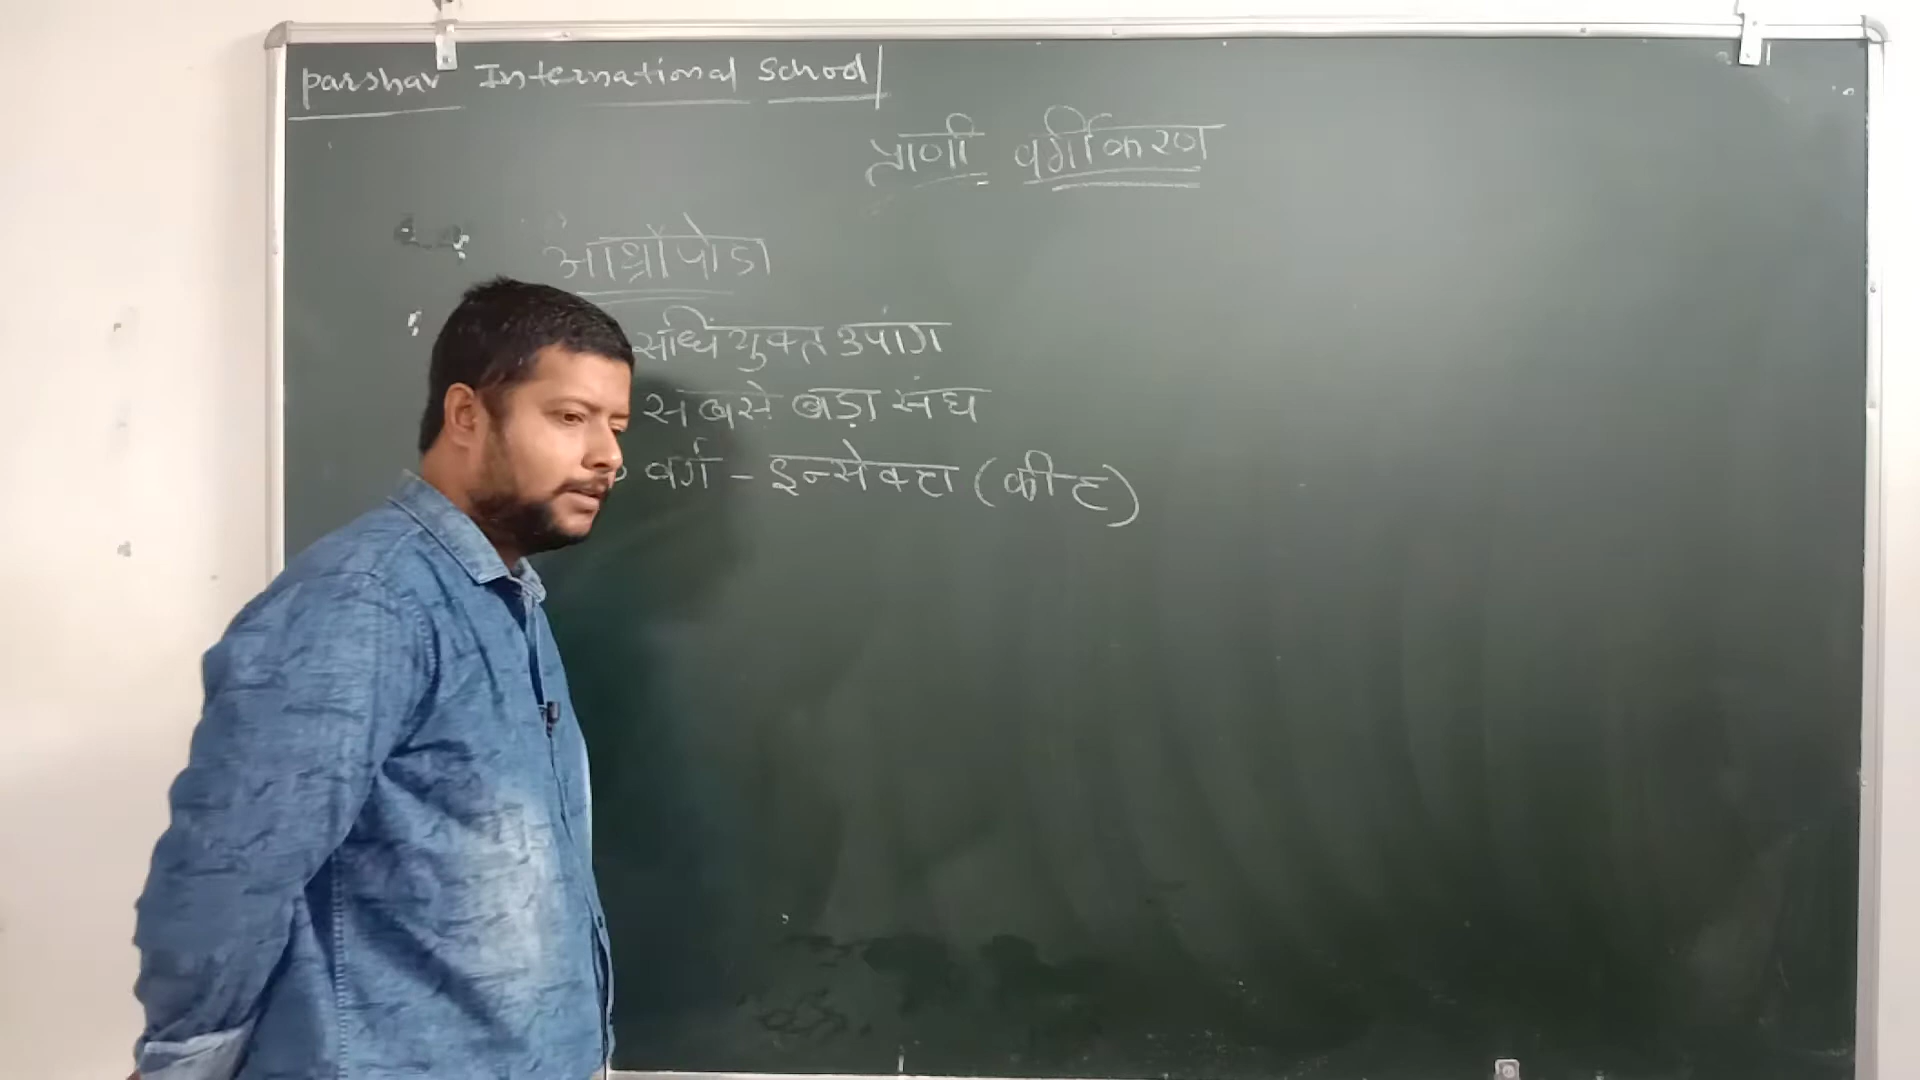 Parshav International School
प्राणी वर्गीकरण
आर्थ्रोपोडा
संधियुक्त उपांग
सबसे बड़ा संघ
वर्ग - इन्सेक्टा (कीट)